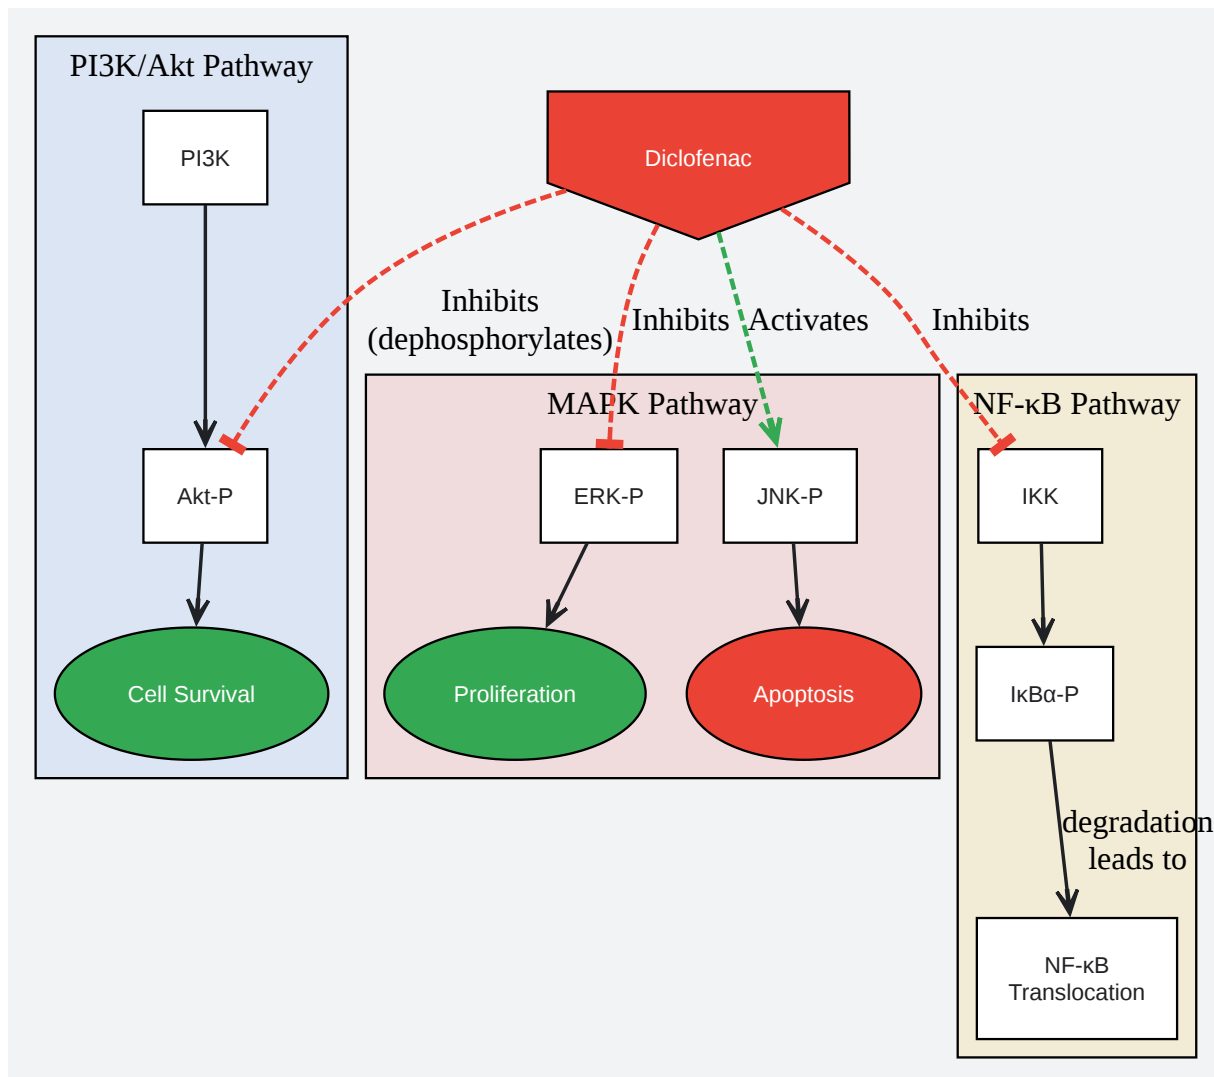 PI3K/Akt Pathway
PI3K
Diclofenac
Inhibits
(dephosphorylates)
Inhibits
Activates
Inhibits
MAPK Pathway
NF-κB Pathway
Akt-P
ERK-P
JNK-P
IKK
Cell Survival
Proliferation
Apoptosis
IκBα-P
degradation
leads to
NF-κB
Translocation